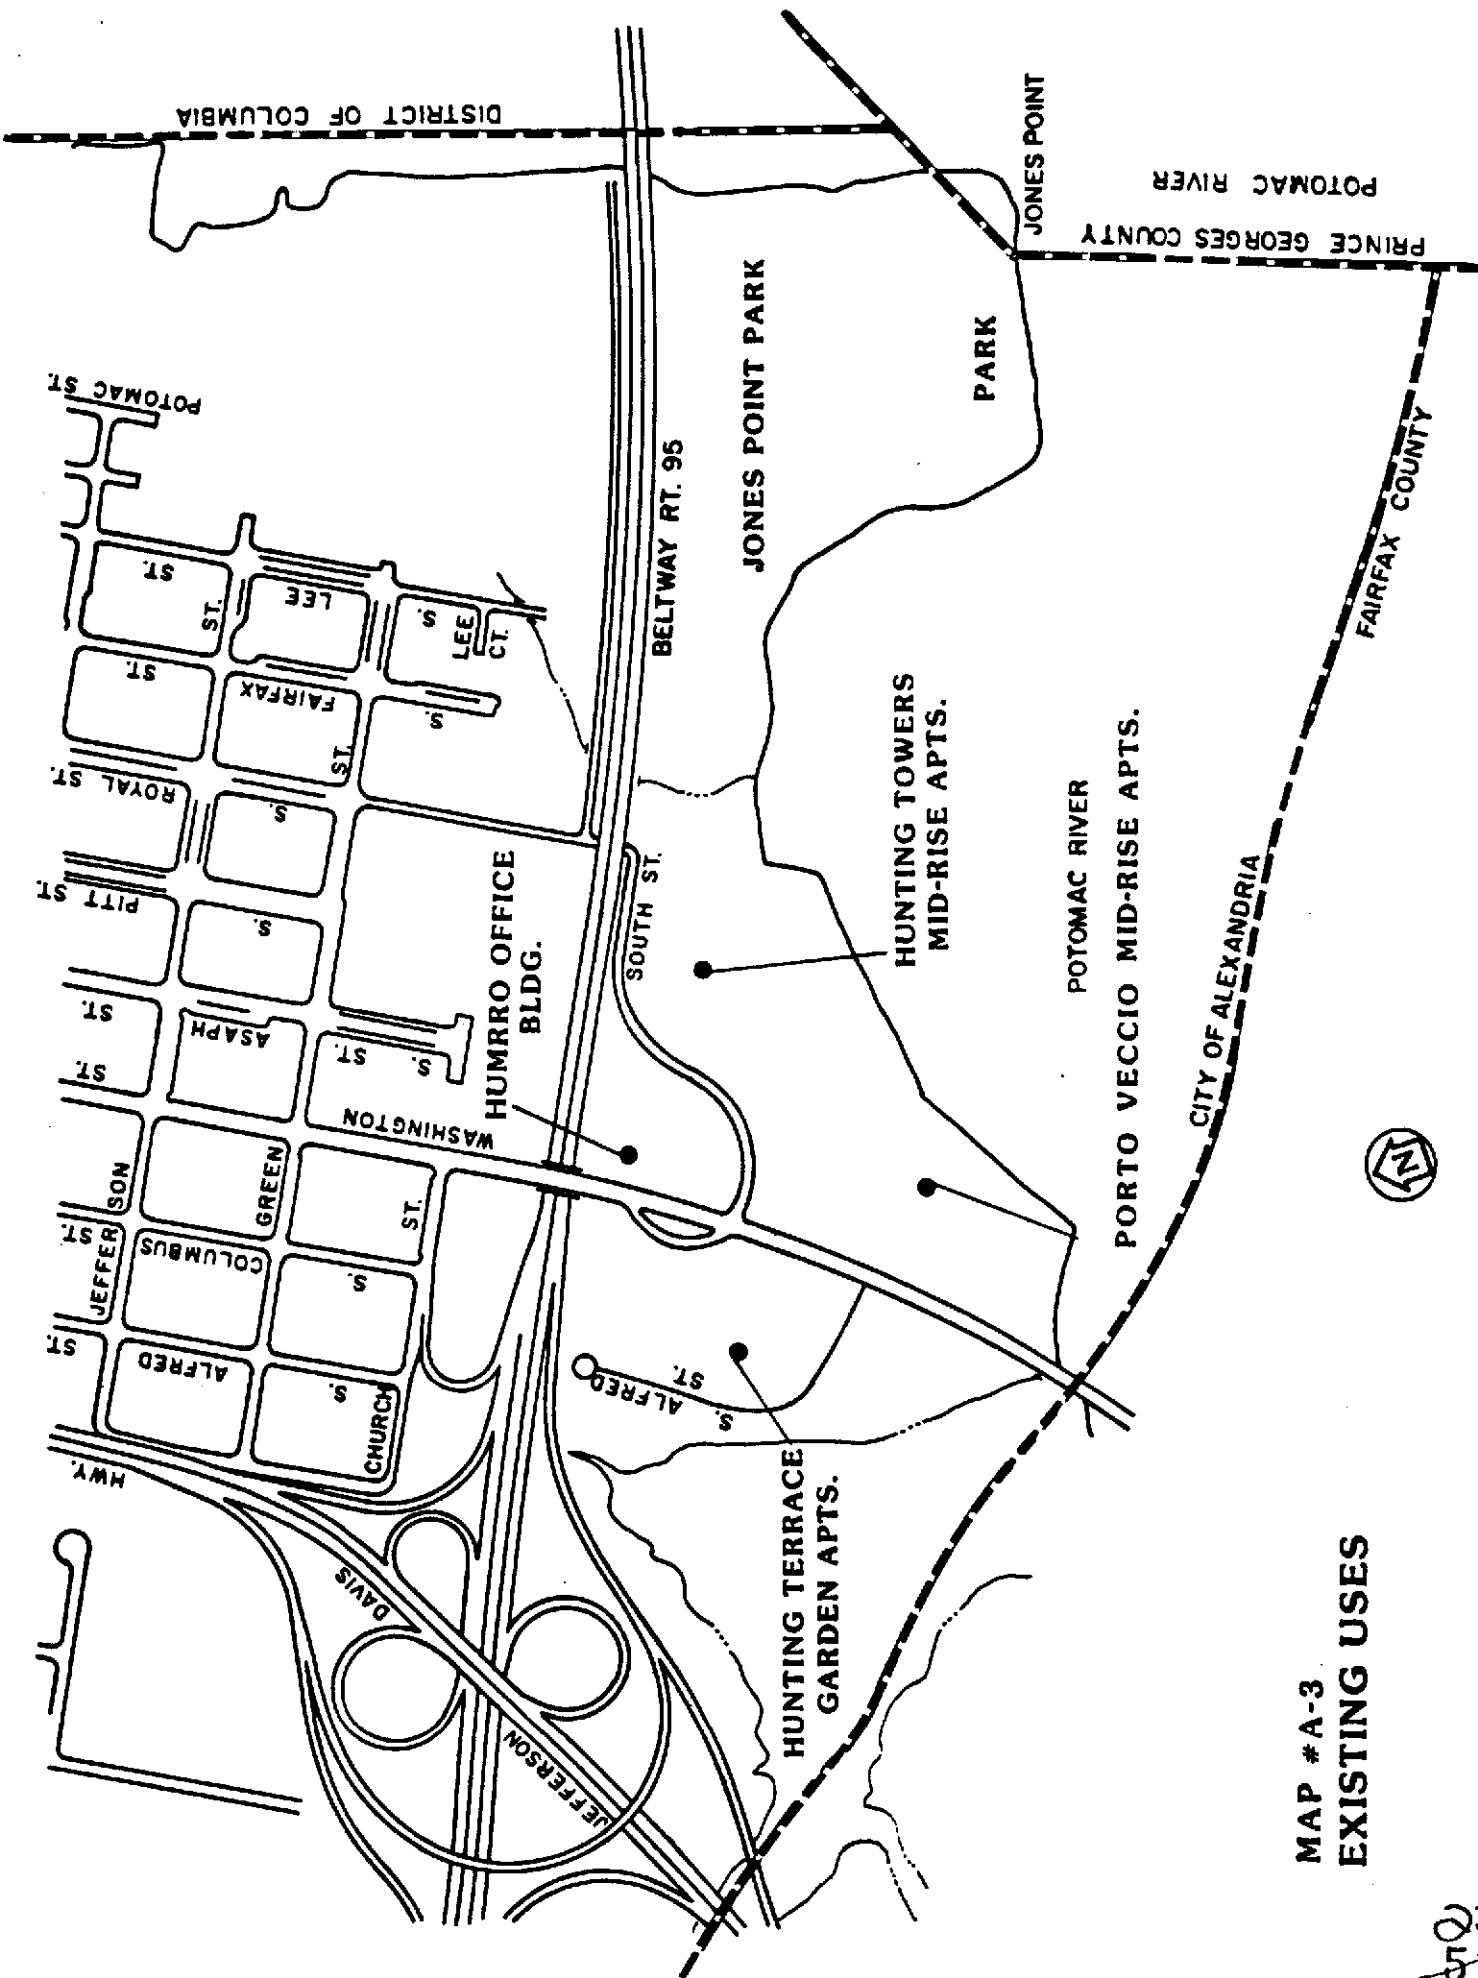 DISTRICT OF COLUMBIA
JONES POINT
POTOMAC RIVER
PRINCE GEORGES COUNTY
JONES POINT PARK
PARK
POTOMAC ST.
BELTWAY RT. 95
S. LEE ST.
LEE
CT.
ST.
S. FAIRFAX ST.
ST.
S. ROYAL ST.
S. PITT ST.
S. ASAPH ST.
ST.
WASHINGTON
ST.
S. COLUMBUS ST.
S. ALFRED ST.
JEFFER
SON
GREEN
ST.
CHURCH
HUMRRO OFFICE
BLDG.
SOUTH ST.
HUNTING TOWERS
MID-RISE APTS.
POTOMAC RIVER
PORTO VECCIO MID-RISE APTS.
CITY OF ALEXANDRIA
FAIRFAX COUNTY
S. ALFRED
ST.
HUNTING TERRACE
GARDEN APTS.
JEFFERSON DAVIS HWY.
N
MAP #A-3
EXISTING USES